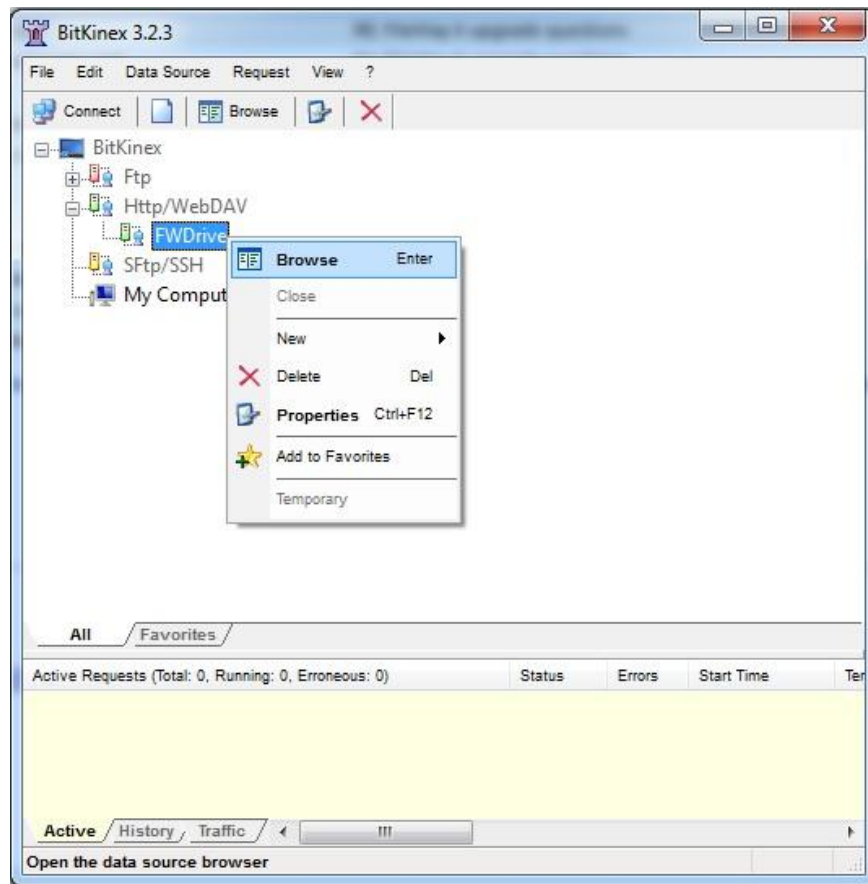 BitKinex 3.2.3
File Edit Data Source Request View ?
Connect Browse
BitKinex
Ftp
Http/WebDAV
FWDrive
SFtp/SSH
My Comput
Browse Enter
Close
New
Delete Del
Properties Ctrl+F12
Add to Favorites
Temporary
All Favorites
Active Requests (Total: 0, Running: 0, Erroneous: 0) Status Errors Start Time Ter
Active History Traffic
Open the data source browser